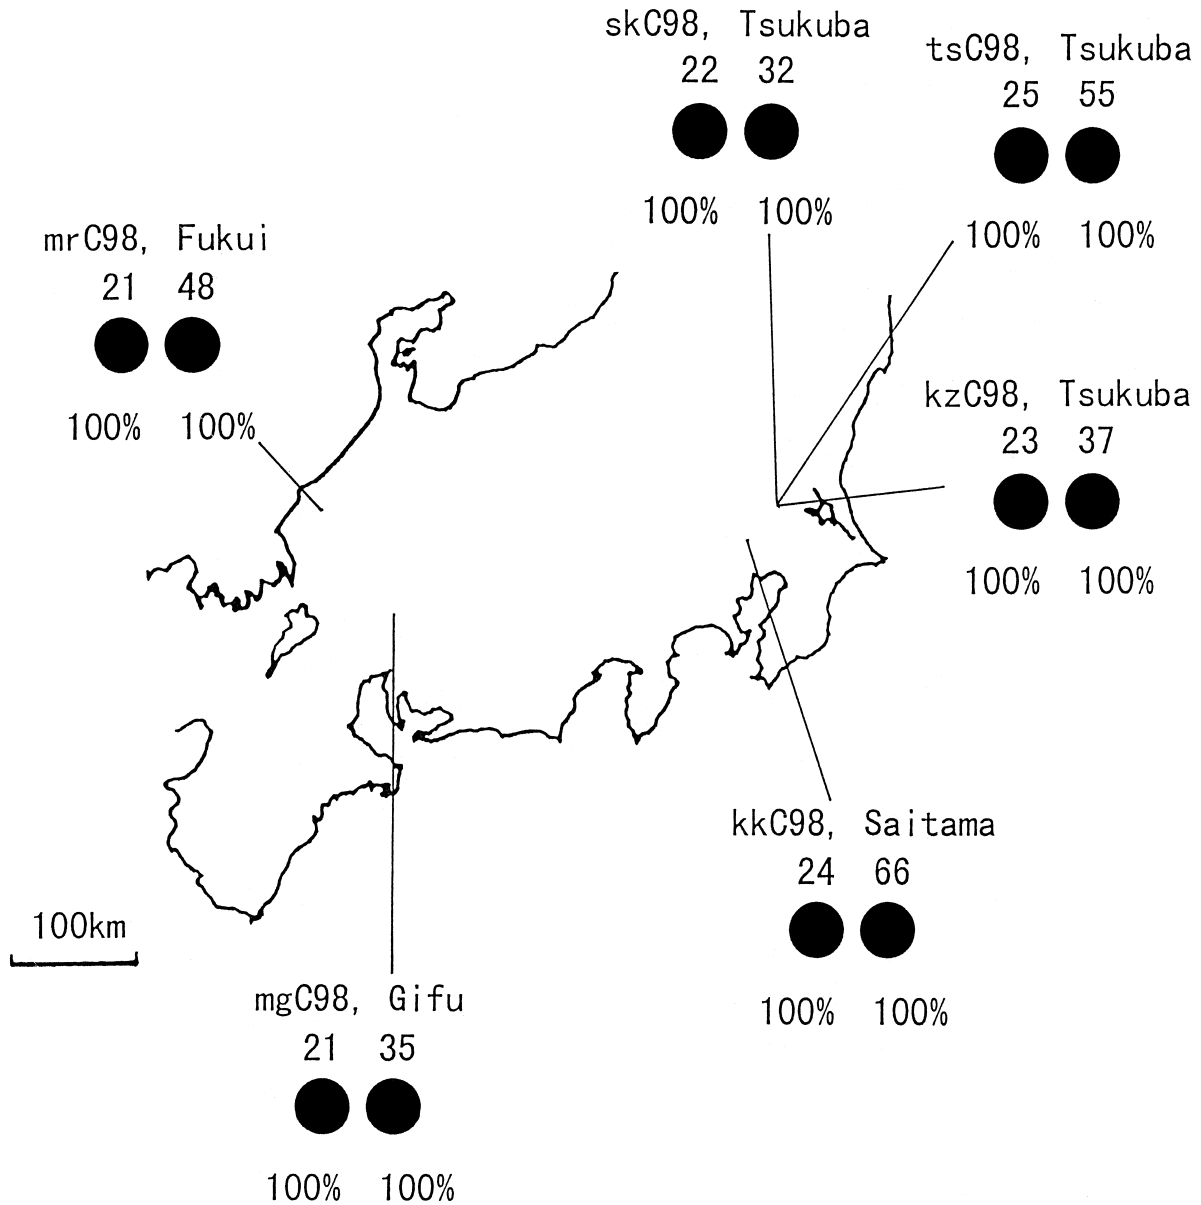 skC98, Tsukuba
22 32
100% 100%
tsC98, Tsukuba
25 55
100% 100%
mrC98, Fukui
21 48
100% 100%
kzC98, Tsukuba
23 37
100% 100%
kkC98, Saitama
24 66
100% 100%
100km
mgC98, Gifu
21 35
100% 100%